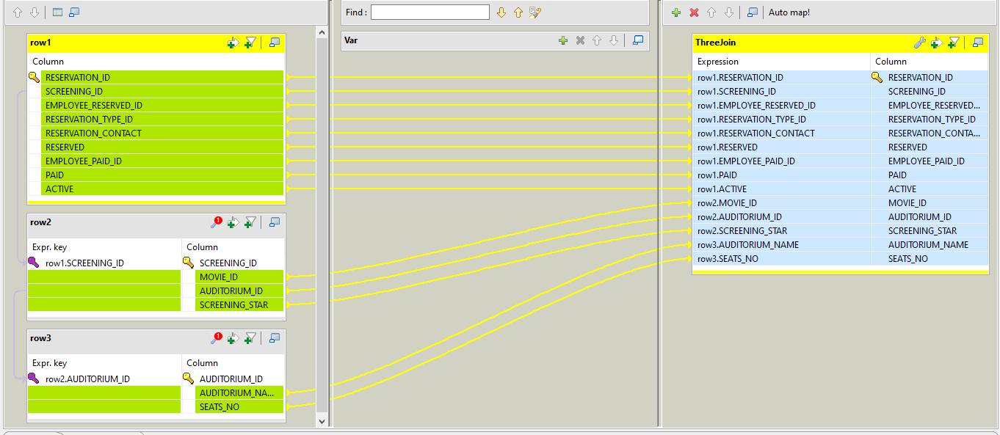 Find :
Auto map!
row1
Column
RESERVATION_ID
SCREENING_ID
EMPLOYEE_RESERVED_ID
RESERVATION_TYPE_ID
RESERVATION_CONTACT
RESERVED
EMPLOYEE_PAID_ID
PAID
ACTIVE
row2
1
Expr. key Column
row1.SCREENING_ID SCREENING_ID
MOVIE_ID
AUDITORIUM_ID
SCREENING_STAR
row3
1
Expr. key Column
row2.AUDITORIUM_ID AUDITORIUM_ID
AUDITORIUM_NA...
SEATS_NO
Var
ThreeJoin
Expression Column
row1.RESERVATION_ID RESERVATION_ID
row1.SCREENING_ID SCREENING_ID
row1.EMPLOYEE_RESERVED_ID EMPLOYEE_RESERVED...
row1.RESERVATION_TYPE_ID RESERVATION_TYPE_ID
row1.RESERVATION_CONTACT RESERVATION_CONTA...
row1.RESERVED RESERVED
row1.EMPLOYEE_PAID_ID EMPLOYEE_PAID_ID
row1.PAID PAID
row1.ACTIVE ACTIVE
row2.MOVIE_ID MOVIE_ID
row2.AUDITORIUM_ID AUDITORIUM_ID
row2.SCREENING_STAR SCREENING_STAR
row3.AUDITORIUM_NAME AUDITORIUM_NAME
row3.SEATS_NO SEATS_NO